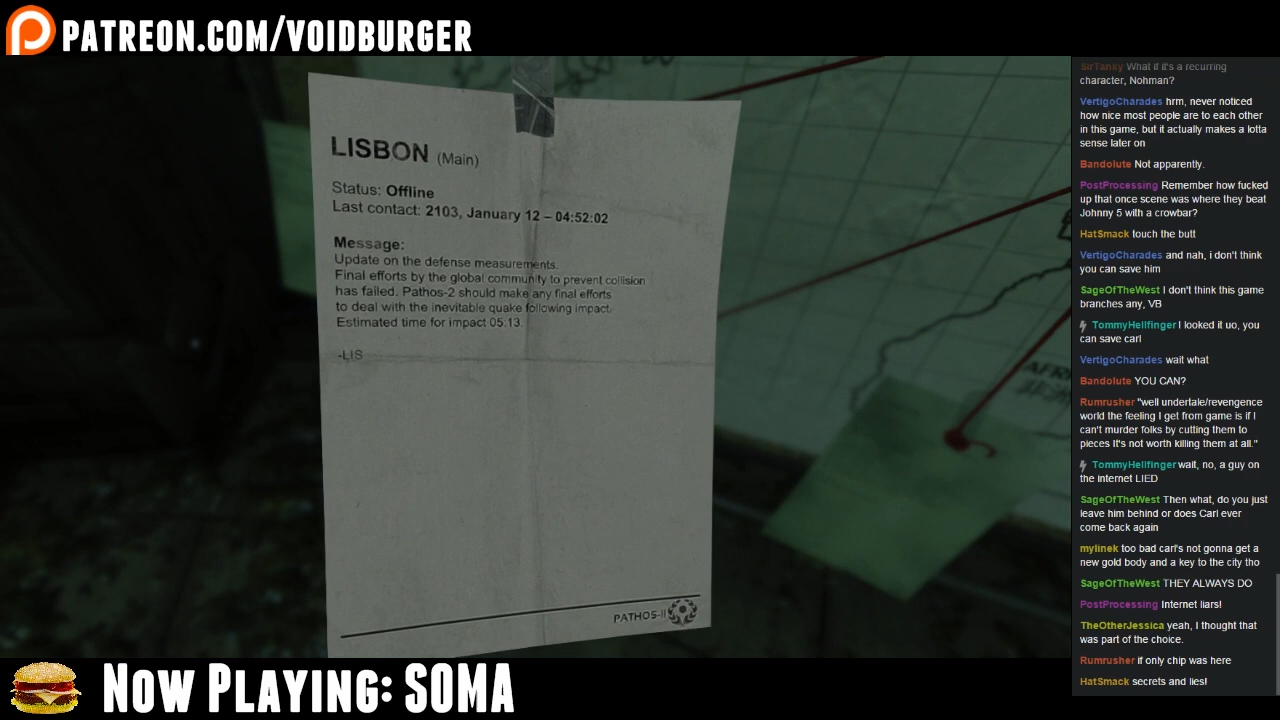 PATREON.COM/VOIDBURGER
LISBON (Main)
Status: Offline
Last contact: 2103, January 12 – 04:52:02
Message:
Update on the defense measurements.
Final efforts by the global community to prevent collision
has failed. Pathos-2 should make any final efforts
to deal with the inevitable quake following impact.
Estimated time for impact 05:13.
-LIS
PATHOS-II
NOW PLAYING: SOMA
SirTanky What if it's a recurring
character, Nohman?
VertigoCharades hrm, never noticed
how nice most people are to each other
in this game, but it actually makes a lotta
sense later on
Bandolute Not apparently.
PostProcessing Remember how fucked
up that once scene was where they beat
Johnny 5 with a crowbar?
HatSmack touch the butt
VertigoCharades and nah, i don't think
you can save him
SageOfTheWest I don't think this game
branches any, VB
TommyHellfinger I looked it uo, you
can save carl
VertigoCharades wait what
Bandolute YOU CAN?
Rumrusher "well undertale/revengence
world the feeling I get from game is if I
can't murder folks by cutting them to
pieces It's not worth killing them at all."
TommyHellfinger wait, no, a guy on
the internet LIED
SageOfTheWest Then what, do you just
leave him behind or does Carl ever
come back again
mylinek too bad carl's not gonna get a
new gold body and a key to the city tho
SageOfTheWest THEY ALWAYS DO
PostProcessing Internet liars!
TheOtherJessica yeah, I thought that
was part of the choice.
Rumrusher if only chip was here
HatSmack secrets and lies!